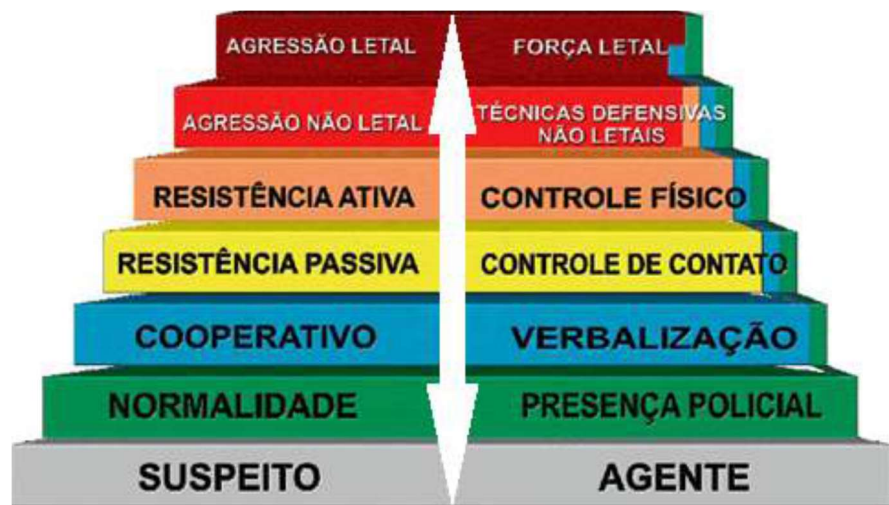 AGRESSÃO LETAL
FORÇA LETAL
AGRESSÃO NÃO LETAL
TÉCNICAS DEFENSIVAS
NÃO LETAIS
RESISTÊNCIA ATIVA
CONTROLE FÍSICO
RESISTÊNCIA PASSIVA
CONTROLE DE CONTATO
COOPERATIVO
VERBALIZAÇÃO
NORMALIDADE
PRESENÇA POLICIAL
SUSPEITO
AGENTE